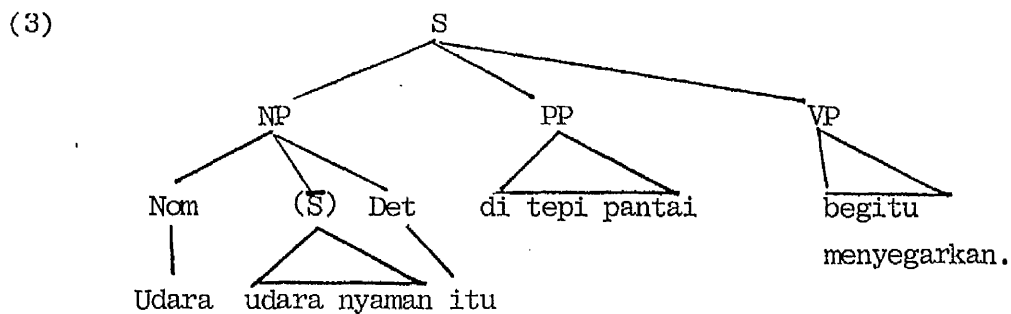 (3)
S
NP PP VP
Nom (S) Det di tepi pantai begitu
menyegarkan.
Udara udara nyaman itu